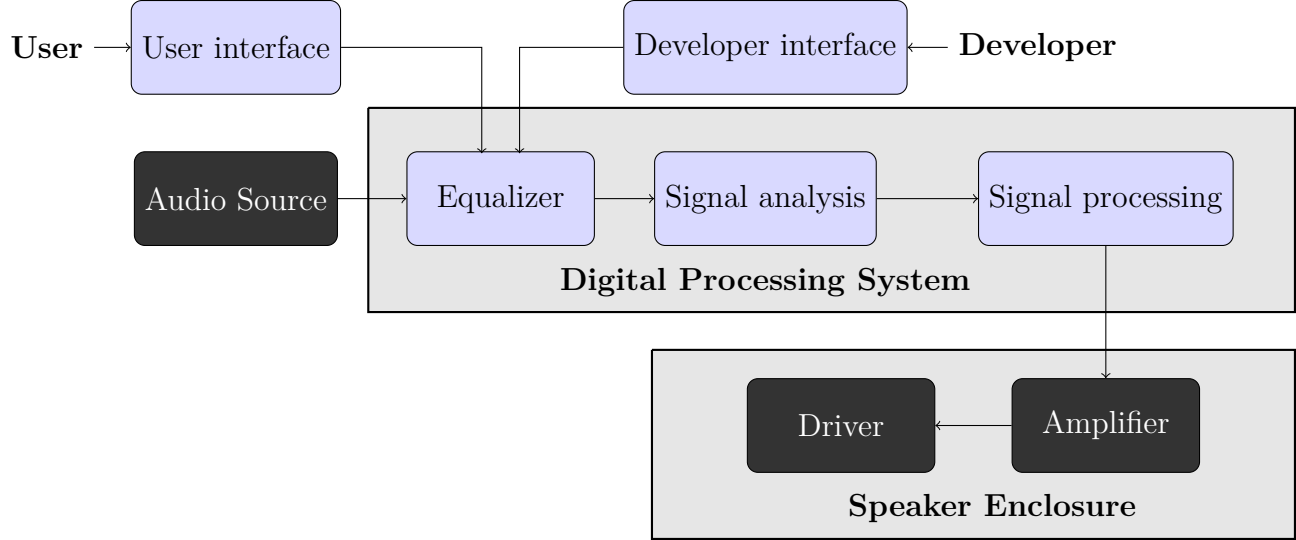 User
User interface
Developer interface
Developer
Audio Source
Equalizer
Signal analysis
Signal processing
Digital Processing System
Driver
Amplifier
Speaker Enclosure